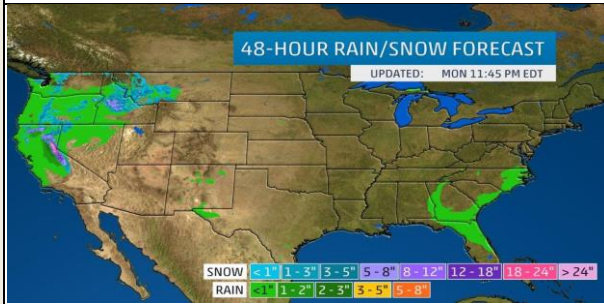 48-HOUR RAIN/SNOW FORECAST
UPDATED: MON 11:45 PM EDT
SNOW <1" 1 - 3" 3 - 5" 5 - 8" 8 - 12" 12 - 18" 18 - 24" > 24"
RAIN <1" 1 - 2" 2 - 3" 3 - 5" 5 - 8"